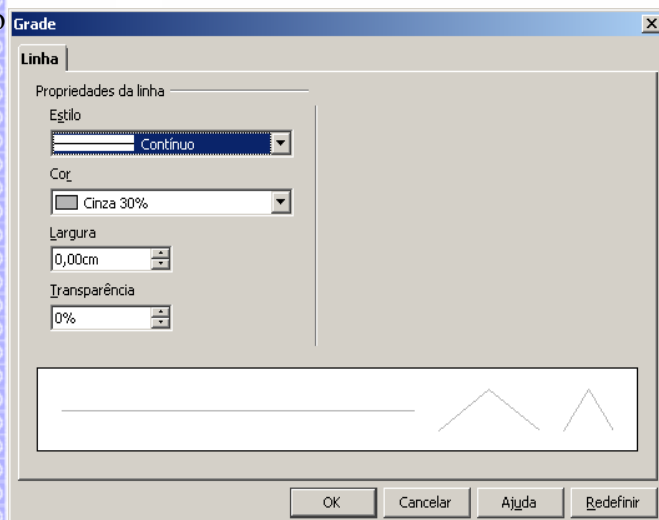 Grade
Linha
Propriedades da linha
Estilo
Contínuo
Cor
Cinza 30%
Largura
0,00cm
Transparência
0%
OK Cancelar Ajuda Redefinir